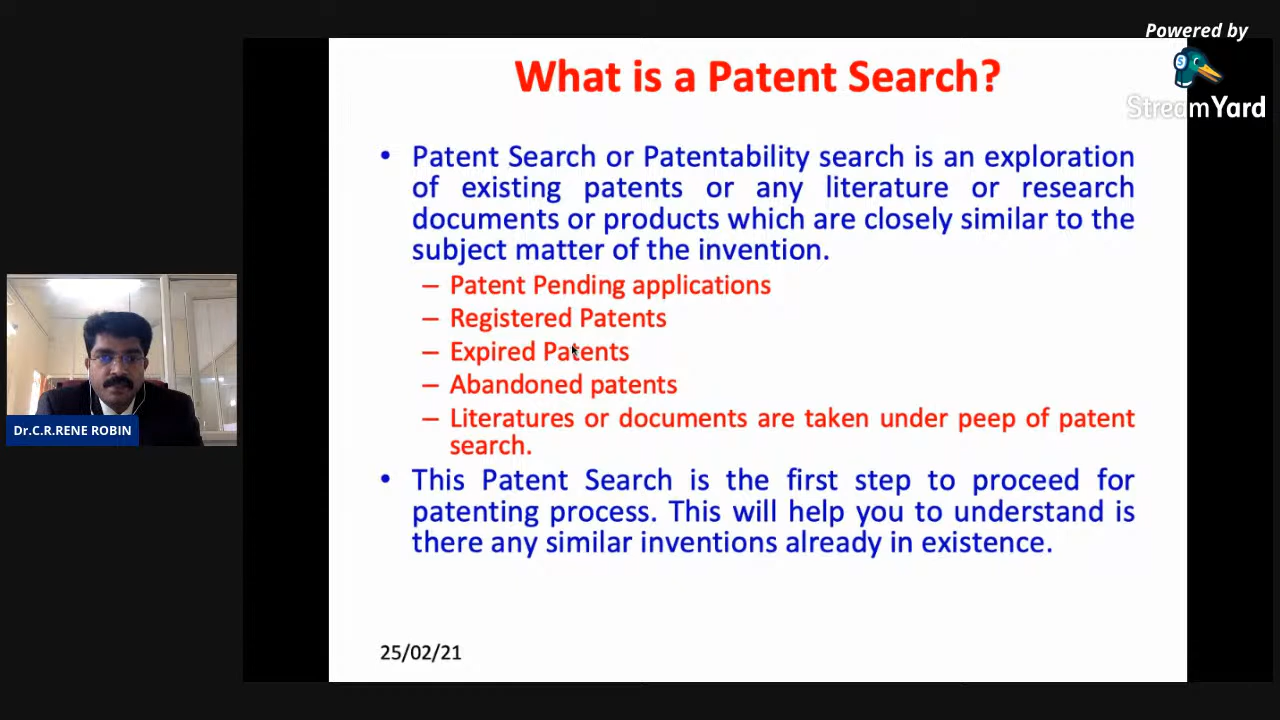 Powered by
StreamYard
What is a Patent Search?
• Patent Search or Patentability search is an exploration
of existing patents or any literature or research
documents or products which are closely similar to the
subject matter of the invention.
– Patent Pending applications
– Registered Patents
– Expired Patents
– Abandoned patents
– Literatures or documents are taken under peep of patent
search.
• This Patent Search is the first step to proceed for
patenting process. This will help you to understand is
there any similar inventions already in existence.
25/02/21
Dr.C.R.RENE ROBIN